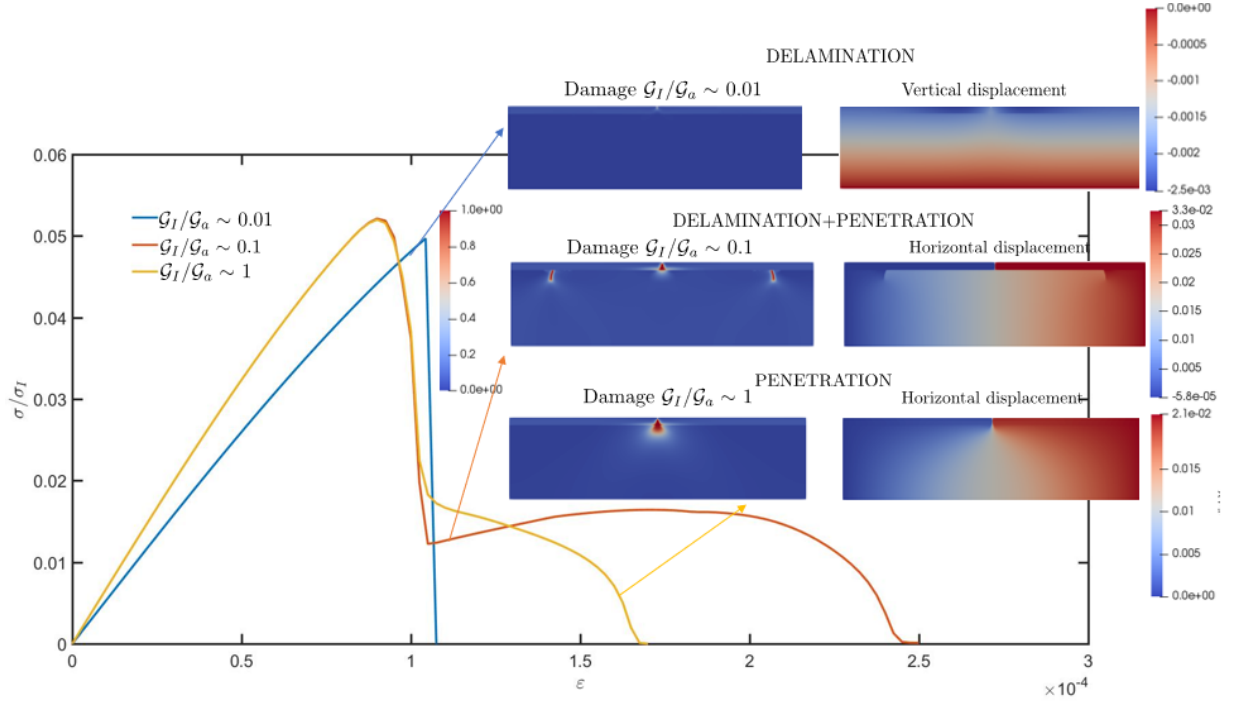 DELAMINATION
Damage 𝒢_I/𝒢_a ∼ 0.01
Vertical displacement
0.0e+00
-0.0005
-0.001
-0.0015
-0.002
-2.5e-03
0.06
0.05
0.04
0.03
0.02
0.01
0
σ/σ_I
𝒢_I/𝒢_a ∼ 0.01
𝒢_I/𝒢_a ∼ 0.1
𝒢_I/𝒢_a ∼ 1
1.0e+00
0.8
0.6
0.4
0.2
0.0e+00
DELAMINATION+PENETRATION
Damage 𝒢_I/𝒢_a ∼ 0.1
Horizontal displacement
3.3e-02
0.03
0.025
0.02
0.015
0.01
0.005
-5.8e-05
PENETRATION
Damage 𝒢_I/𝒢_a ∼ 1
Horizontal displacement
2.1e-02
0.015
0.01
0.005
0.0e+00
0
0.5
1
1.5
2
2.5
3
ε
×10⁻⁴